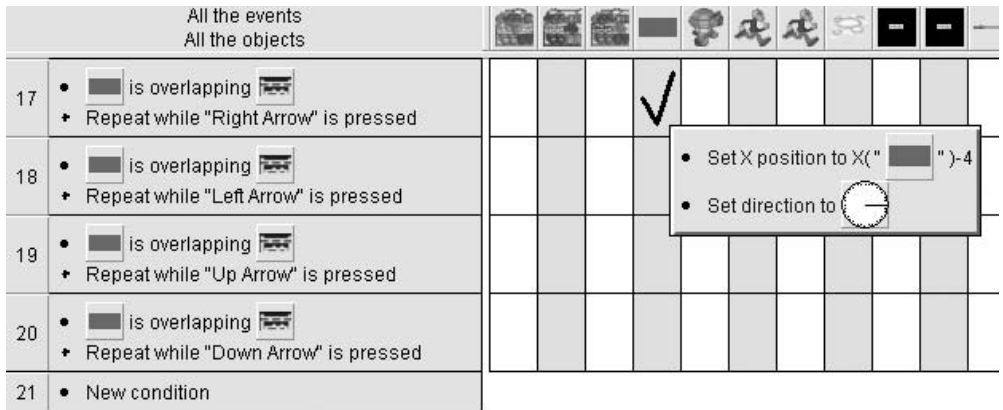 All the events
All the objects
17
• is overlapping
+ Repeat while "Right Arrow" is pressed
• Set X position to X(" ")-4
• Set direction to
18
• is overlapping
+ Repeat while "Left Arrow" is pressed
19
• is overlapping
+ Repeat while "Up Arrow" is pressed
20
• is overlapping
+ Repeat while "Down Arrow" is pressed
21 • New condition